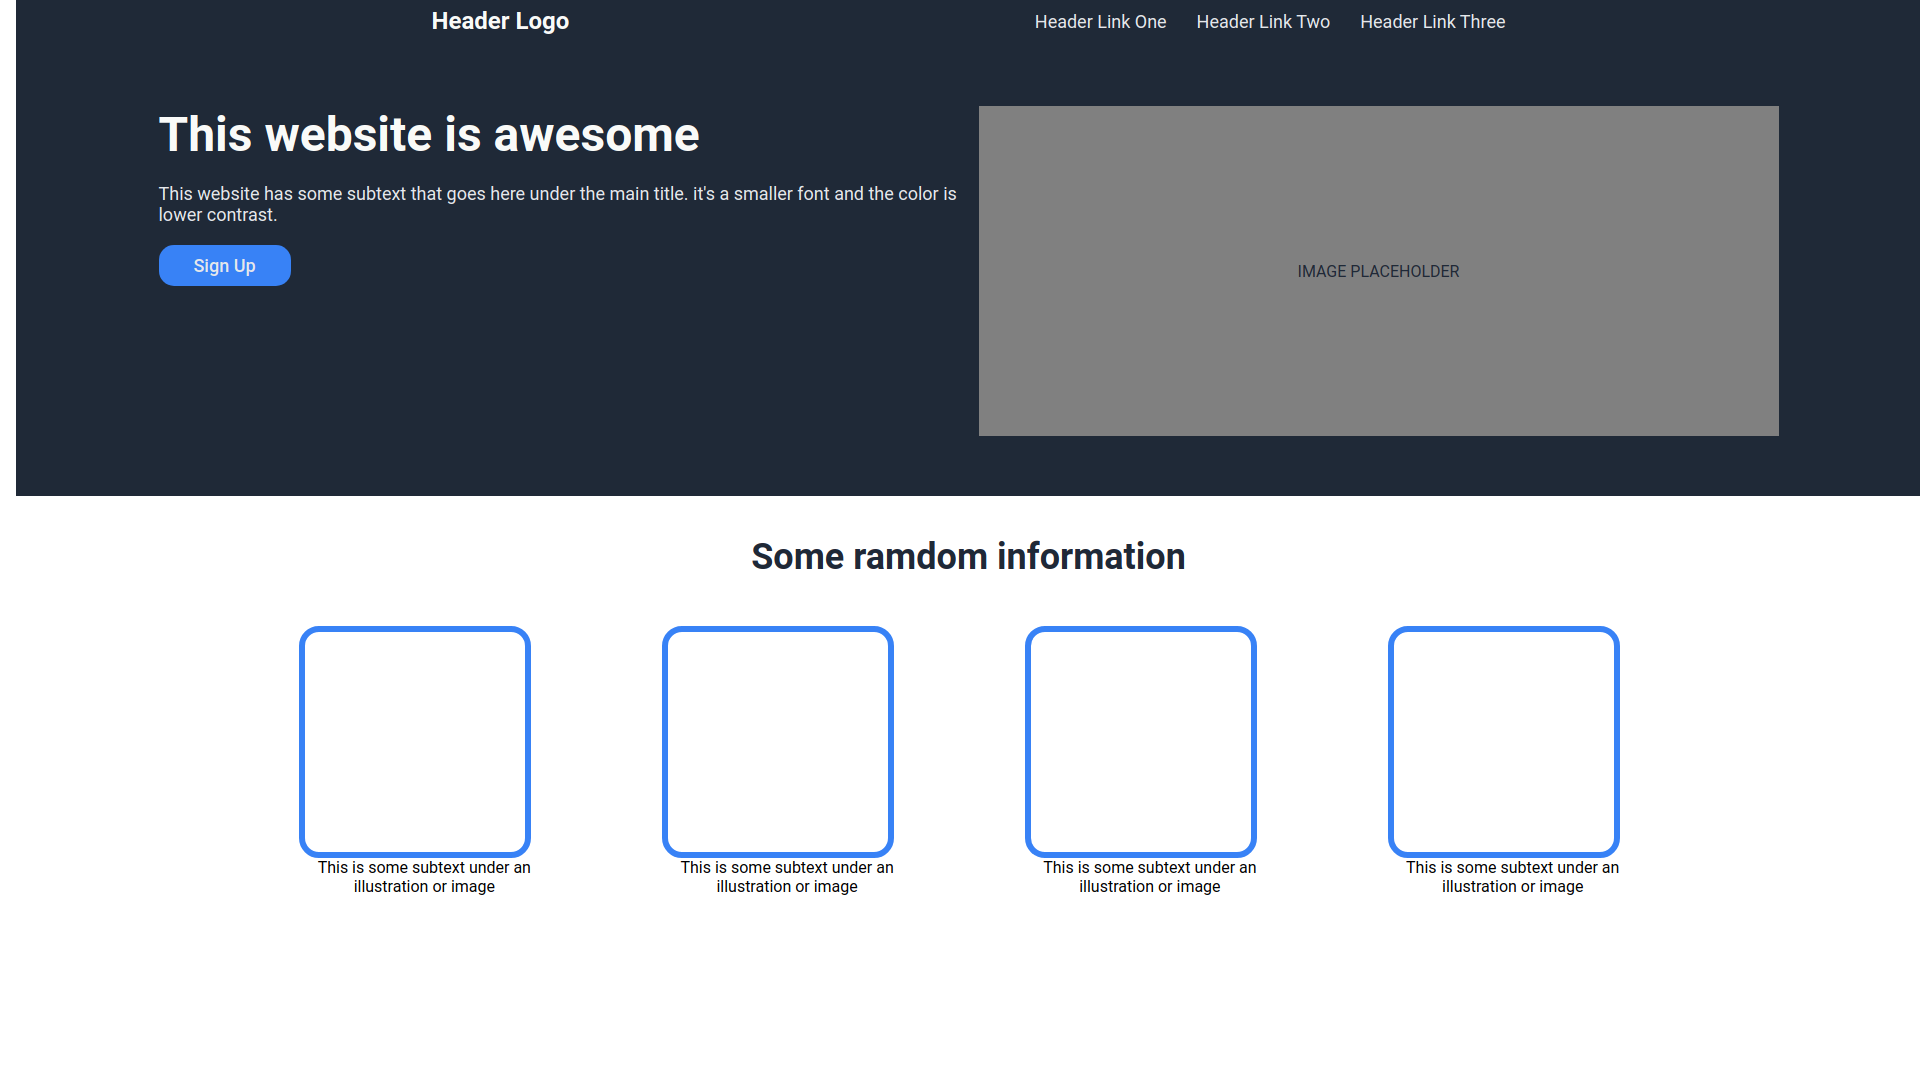 Header Logo
Header Link One
Header Link Two
Header Link Three
This website is awesome
This website has some subtext that goes here under the main title. it's a smaller font and the color is
lower contrast.
Sign Up
IMAGE PLACEHOLDER
Some ramdom information
This is some subtext under an
illustration or image
This is some subtext under an
illustration or image
This is some subtext under an
illustration or image
This is some subtext under an
illustration or image